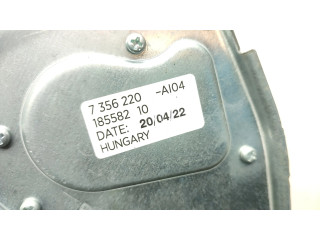 7 356 220 -AI04
185582 10
DATE: 20/04/22
HUNGARY